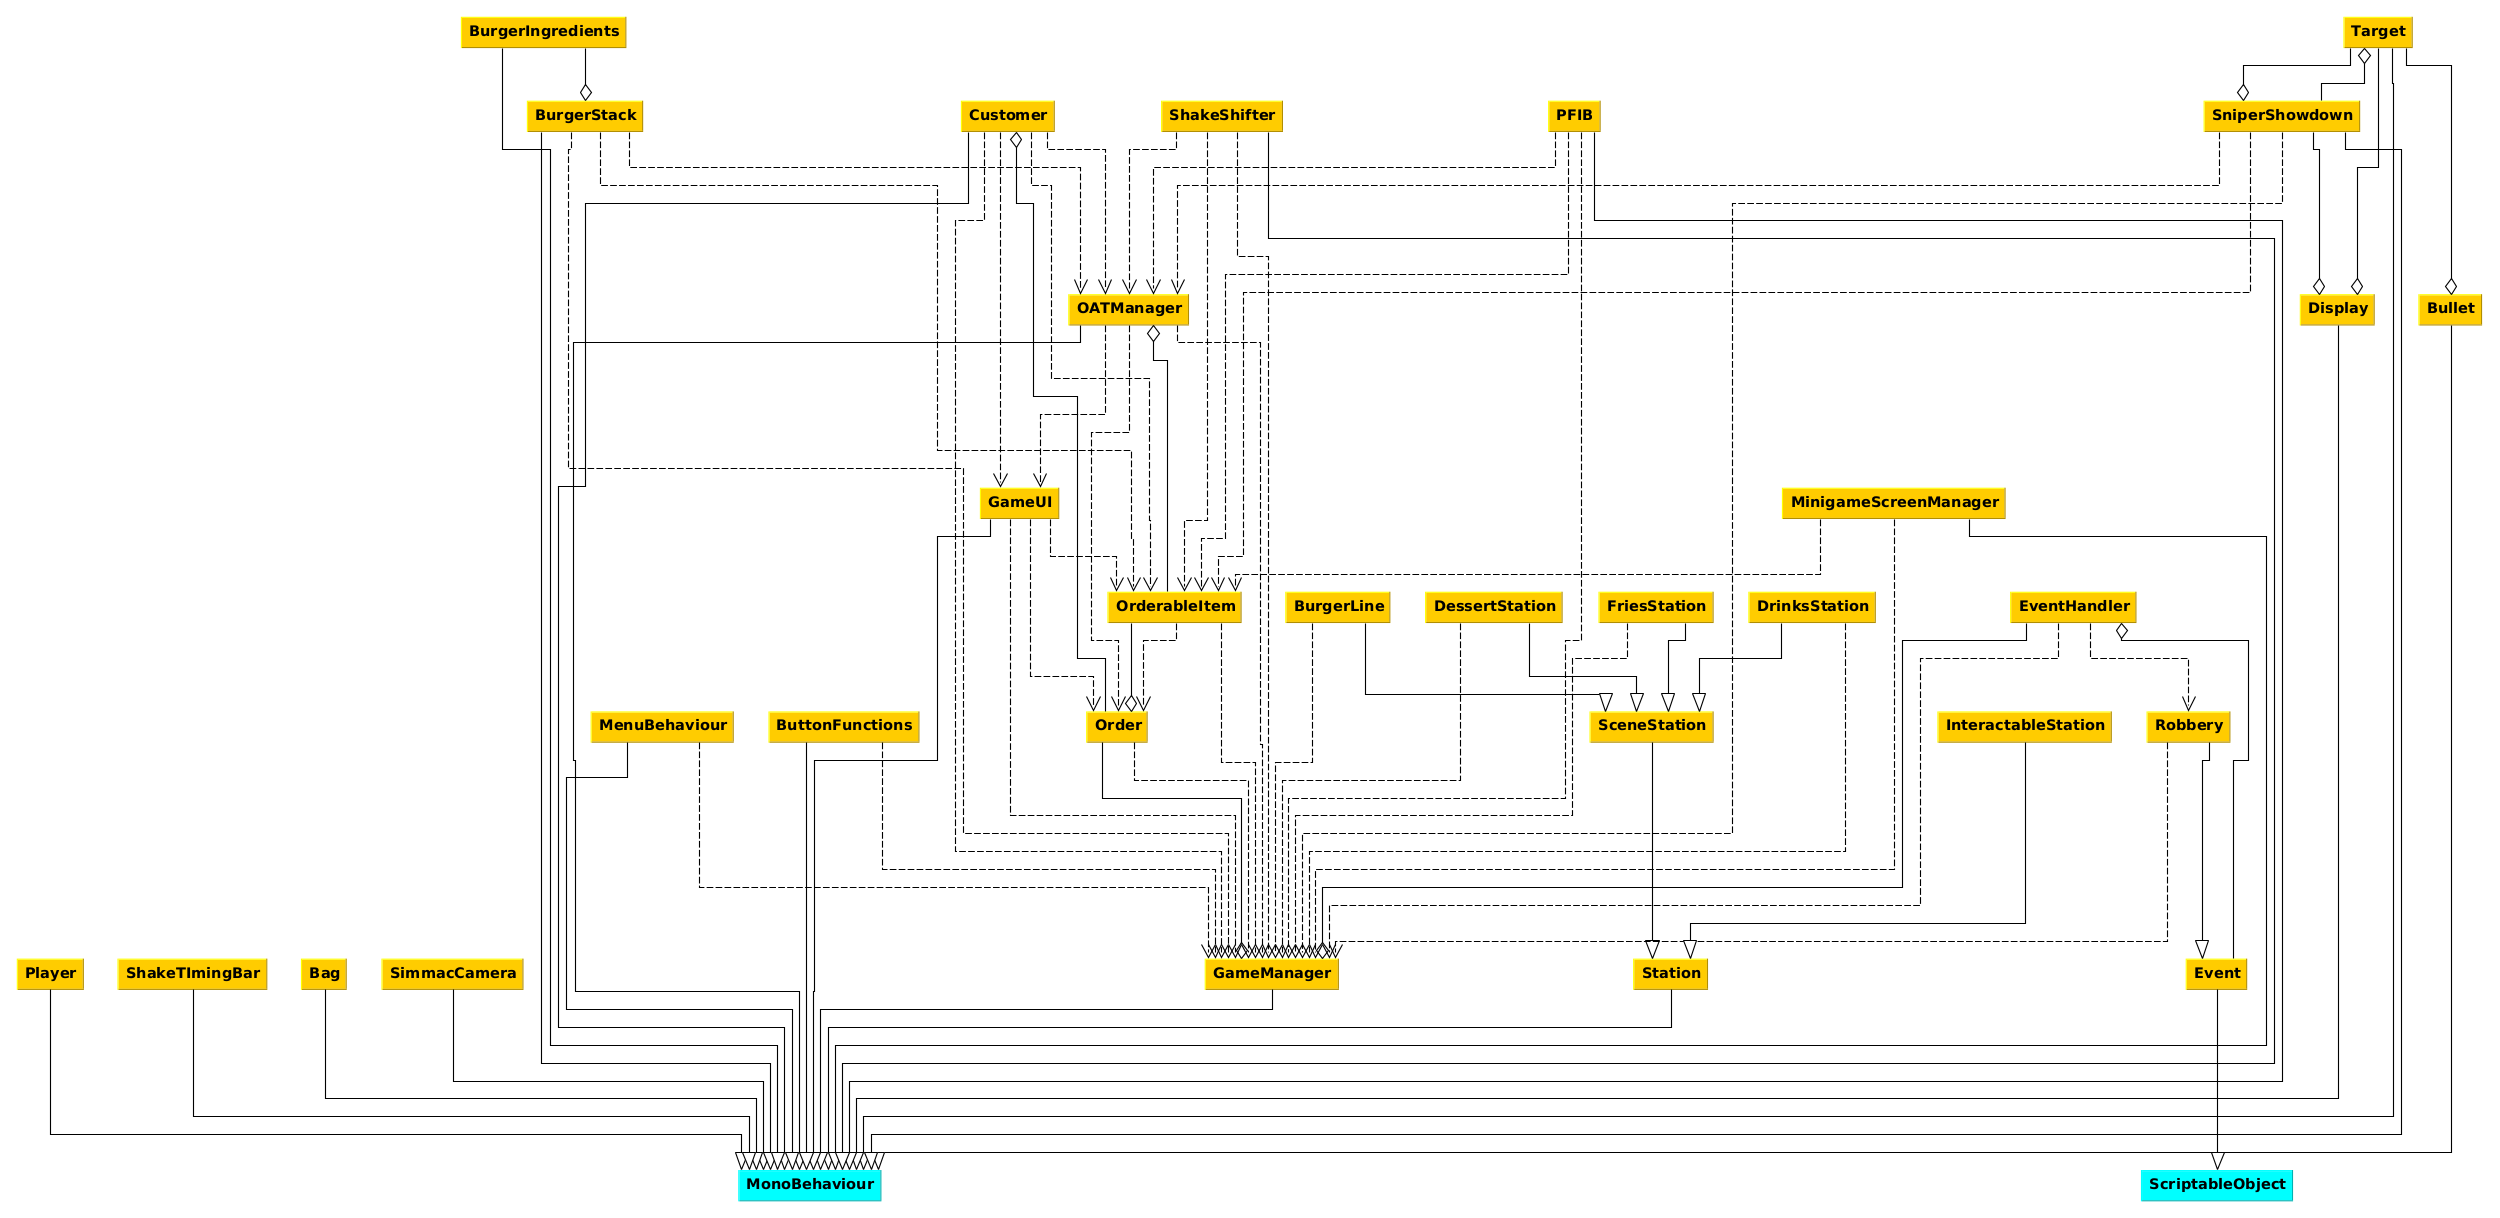 BurgerIngredients
Target
BurgerStack
Customer
ShakeShifter
PFIB
SniperShowdown
OATManager
Display
Bullet
GameUI
MinigameScreenManager
OrderableItem
BurgerLine
DessertStation
FriesStation
DrinksStation
EventHandler
MenuBehaviour
ButtonFunctions
Order
SceneStation
InteractableStation
Robbery
Player
ShakeTImingBar
Bag
SimmacCamera
GameManager
Station
Event
MonoBehaviour
ScriptableObject